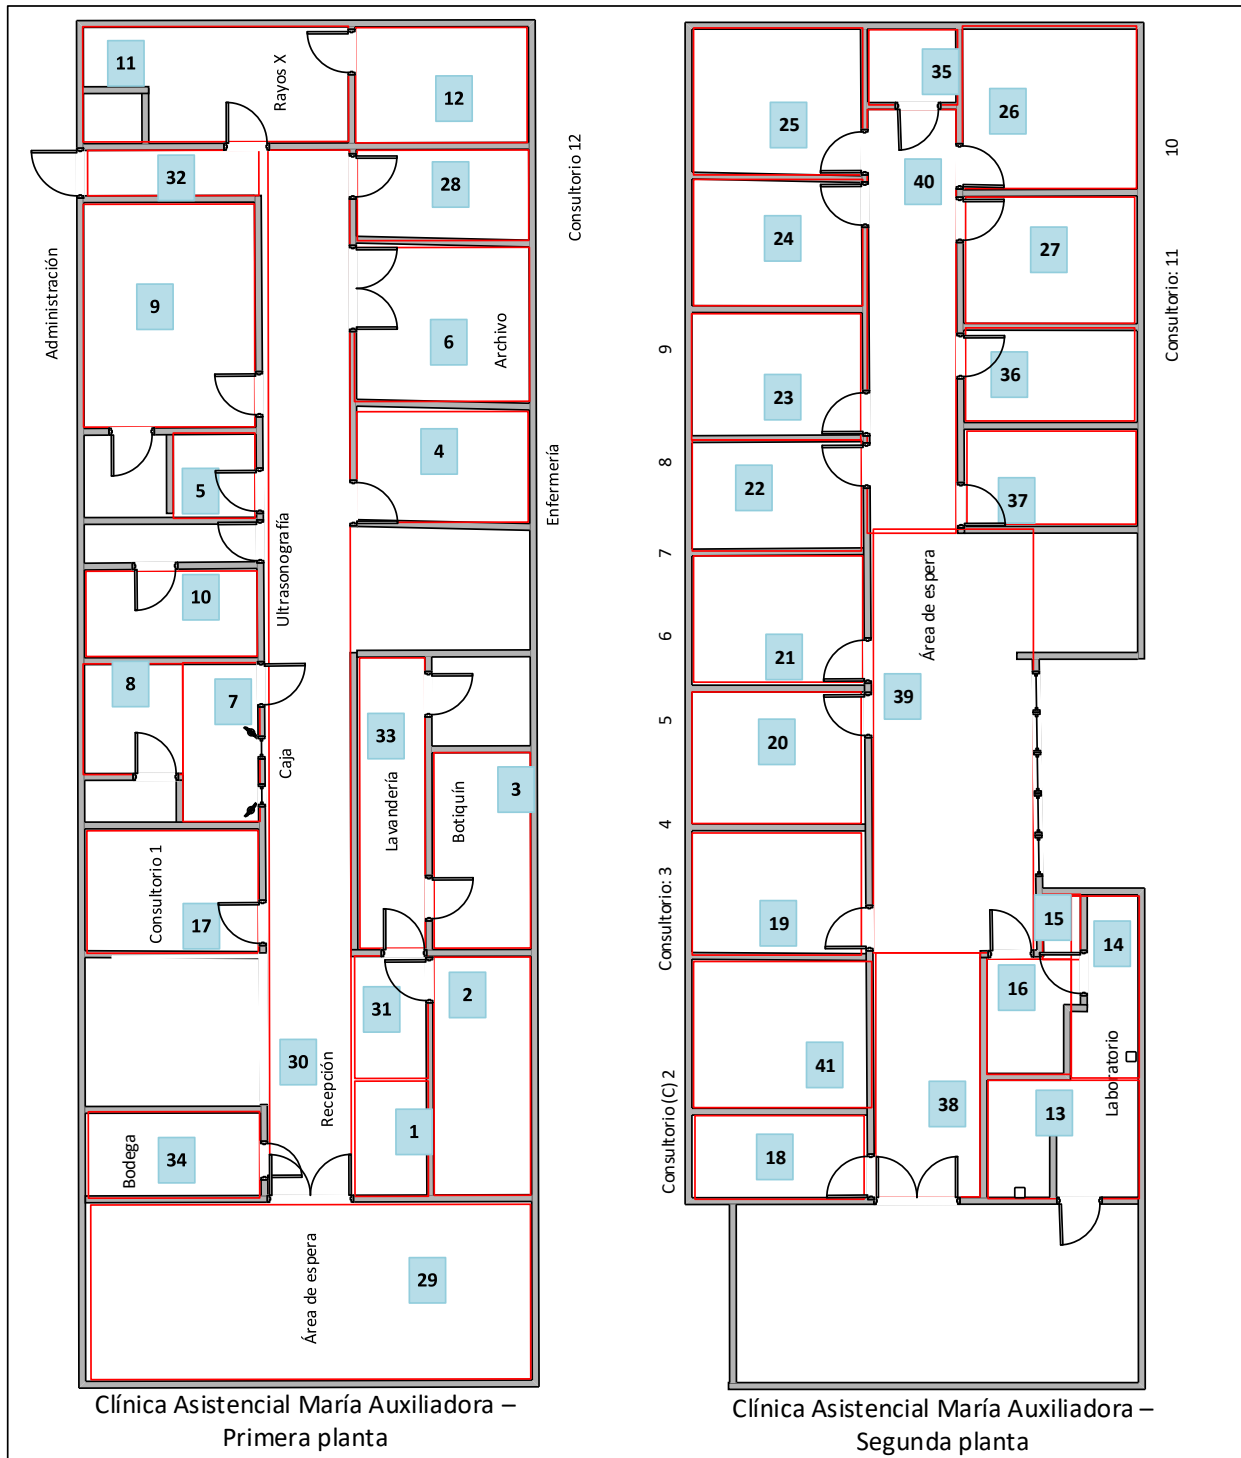 11
Rayos X
12
32
28
Consultorio 12
Administración
9
6
Archivo
4
Enfermería
5
Ultrasonografía
10
8
7
33
Caja
Lavandería
Botiquín
3
Consultorio 1
17
31
2
30
Recepción
1
Bodega
34
Área de espera
29
Clínica Asistencial María Auxiliadora –
Primera planta
35
25
26
10
40
24
27
Consultorio: 11
9
23
36
8
22
37
7
Área de espera
6
21
39
5
20
4
Consultorio: 3
19
15
14
16
41
Consultorio (C) 2
38
Laboratorio
13
18
Clínica Asistencial María Auxiliadora –
Segunda planta